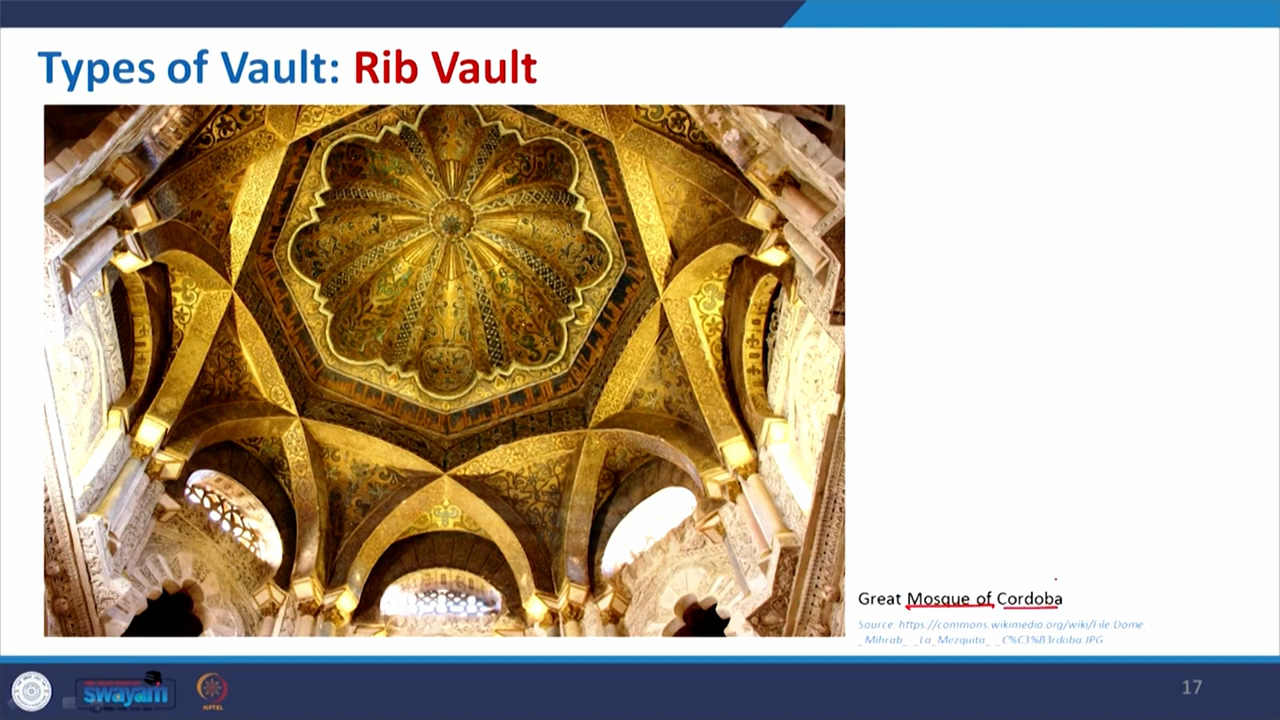 Types of Vault: Rib Vault
Great Mosque of Cordoba
Source: https://commons.wikimedia.org/wiki/File:Dome_-
_Mihrab_-_La_Mezquita_-_C%C3%B3rdoba.JPG
swayam
NPTEL
17